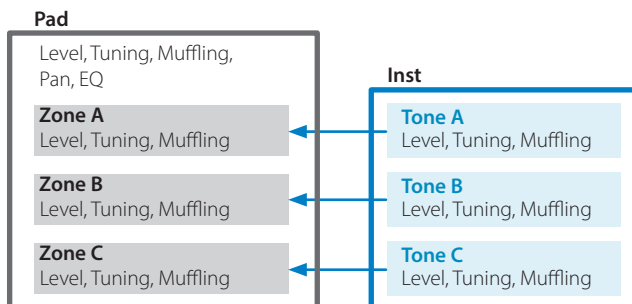 Pad
Level, Tuning, Muffling,
Pan, EQ
Zone A
Level, Tuning, Muffling
Zone B
Level, Tuning, Muffling
Zone C
Level, Tuning, Muffling
Inst
Tone A
Level, Tuning, Muffling
Tone B
Level, Tuning, Muffling
Tone C
Level, Tuning, Muffling